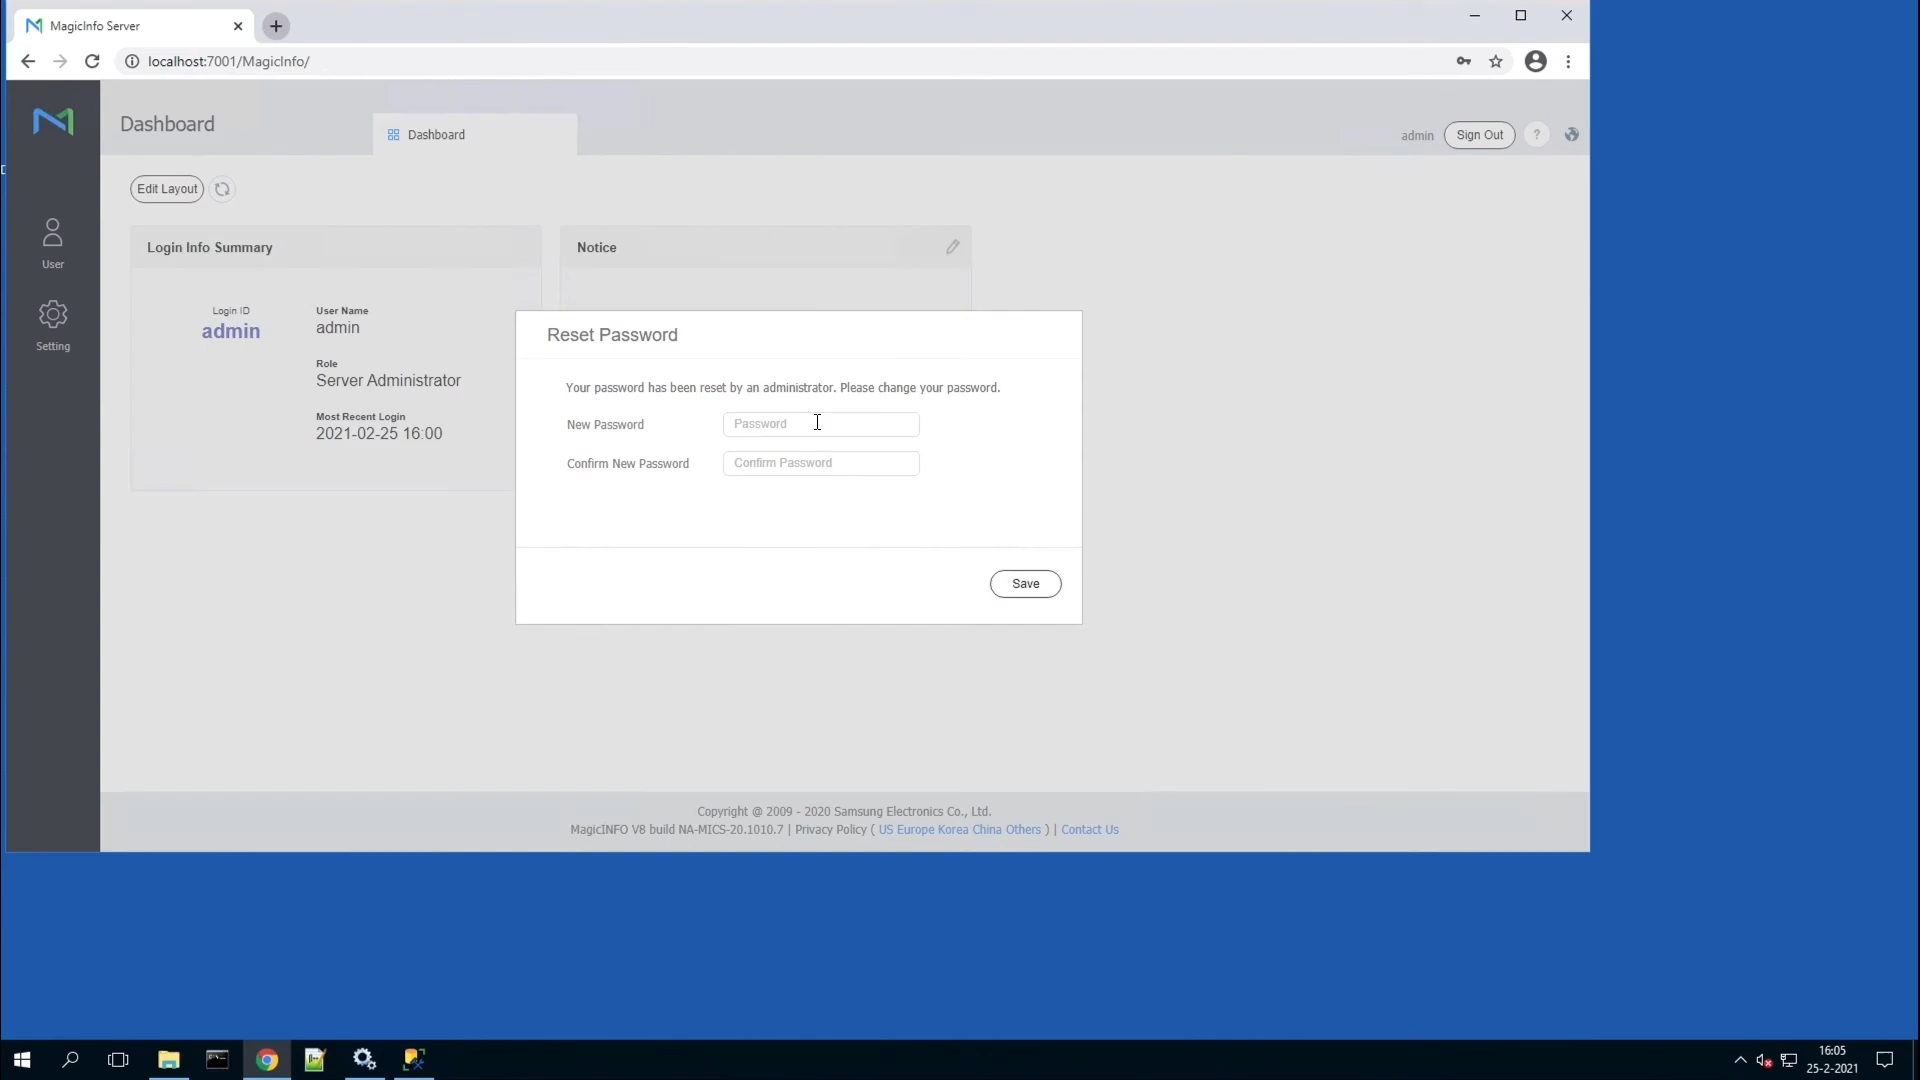 MagicInfo Server
localhost:7001/MagicInfo/
Dashboard
Dashboard
admin
Sign Out
?
Edit Layout
User
Setting
Login Info Summary
Login ID
admin
User Name
admin
Role
Server Administrator
Most Recent Login
2021-02-25 16:00
Notice
Reset Password
Your password has been reset by an administrator. Please change your password.
New Password
Password
Confirm New Password
Confirm Password
Save
Copyright @ 2009 - 2020 Samsung Electronics Co., Ltd.
MagicINFO V8 build NA-MICS-20.1010.7 | Privacy Policy ( US Europe Korea China Others ) | Contact Us
16:05
25-2-2021